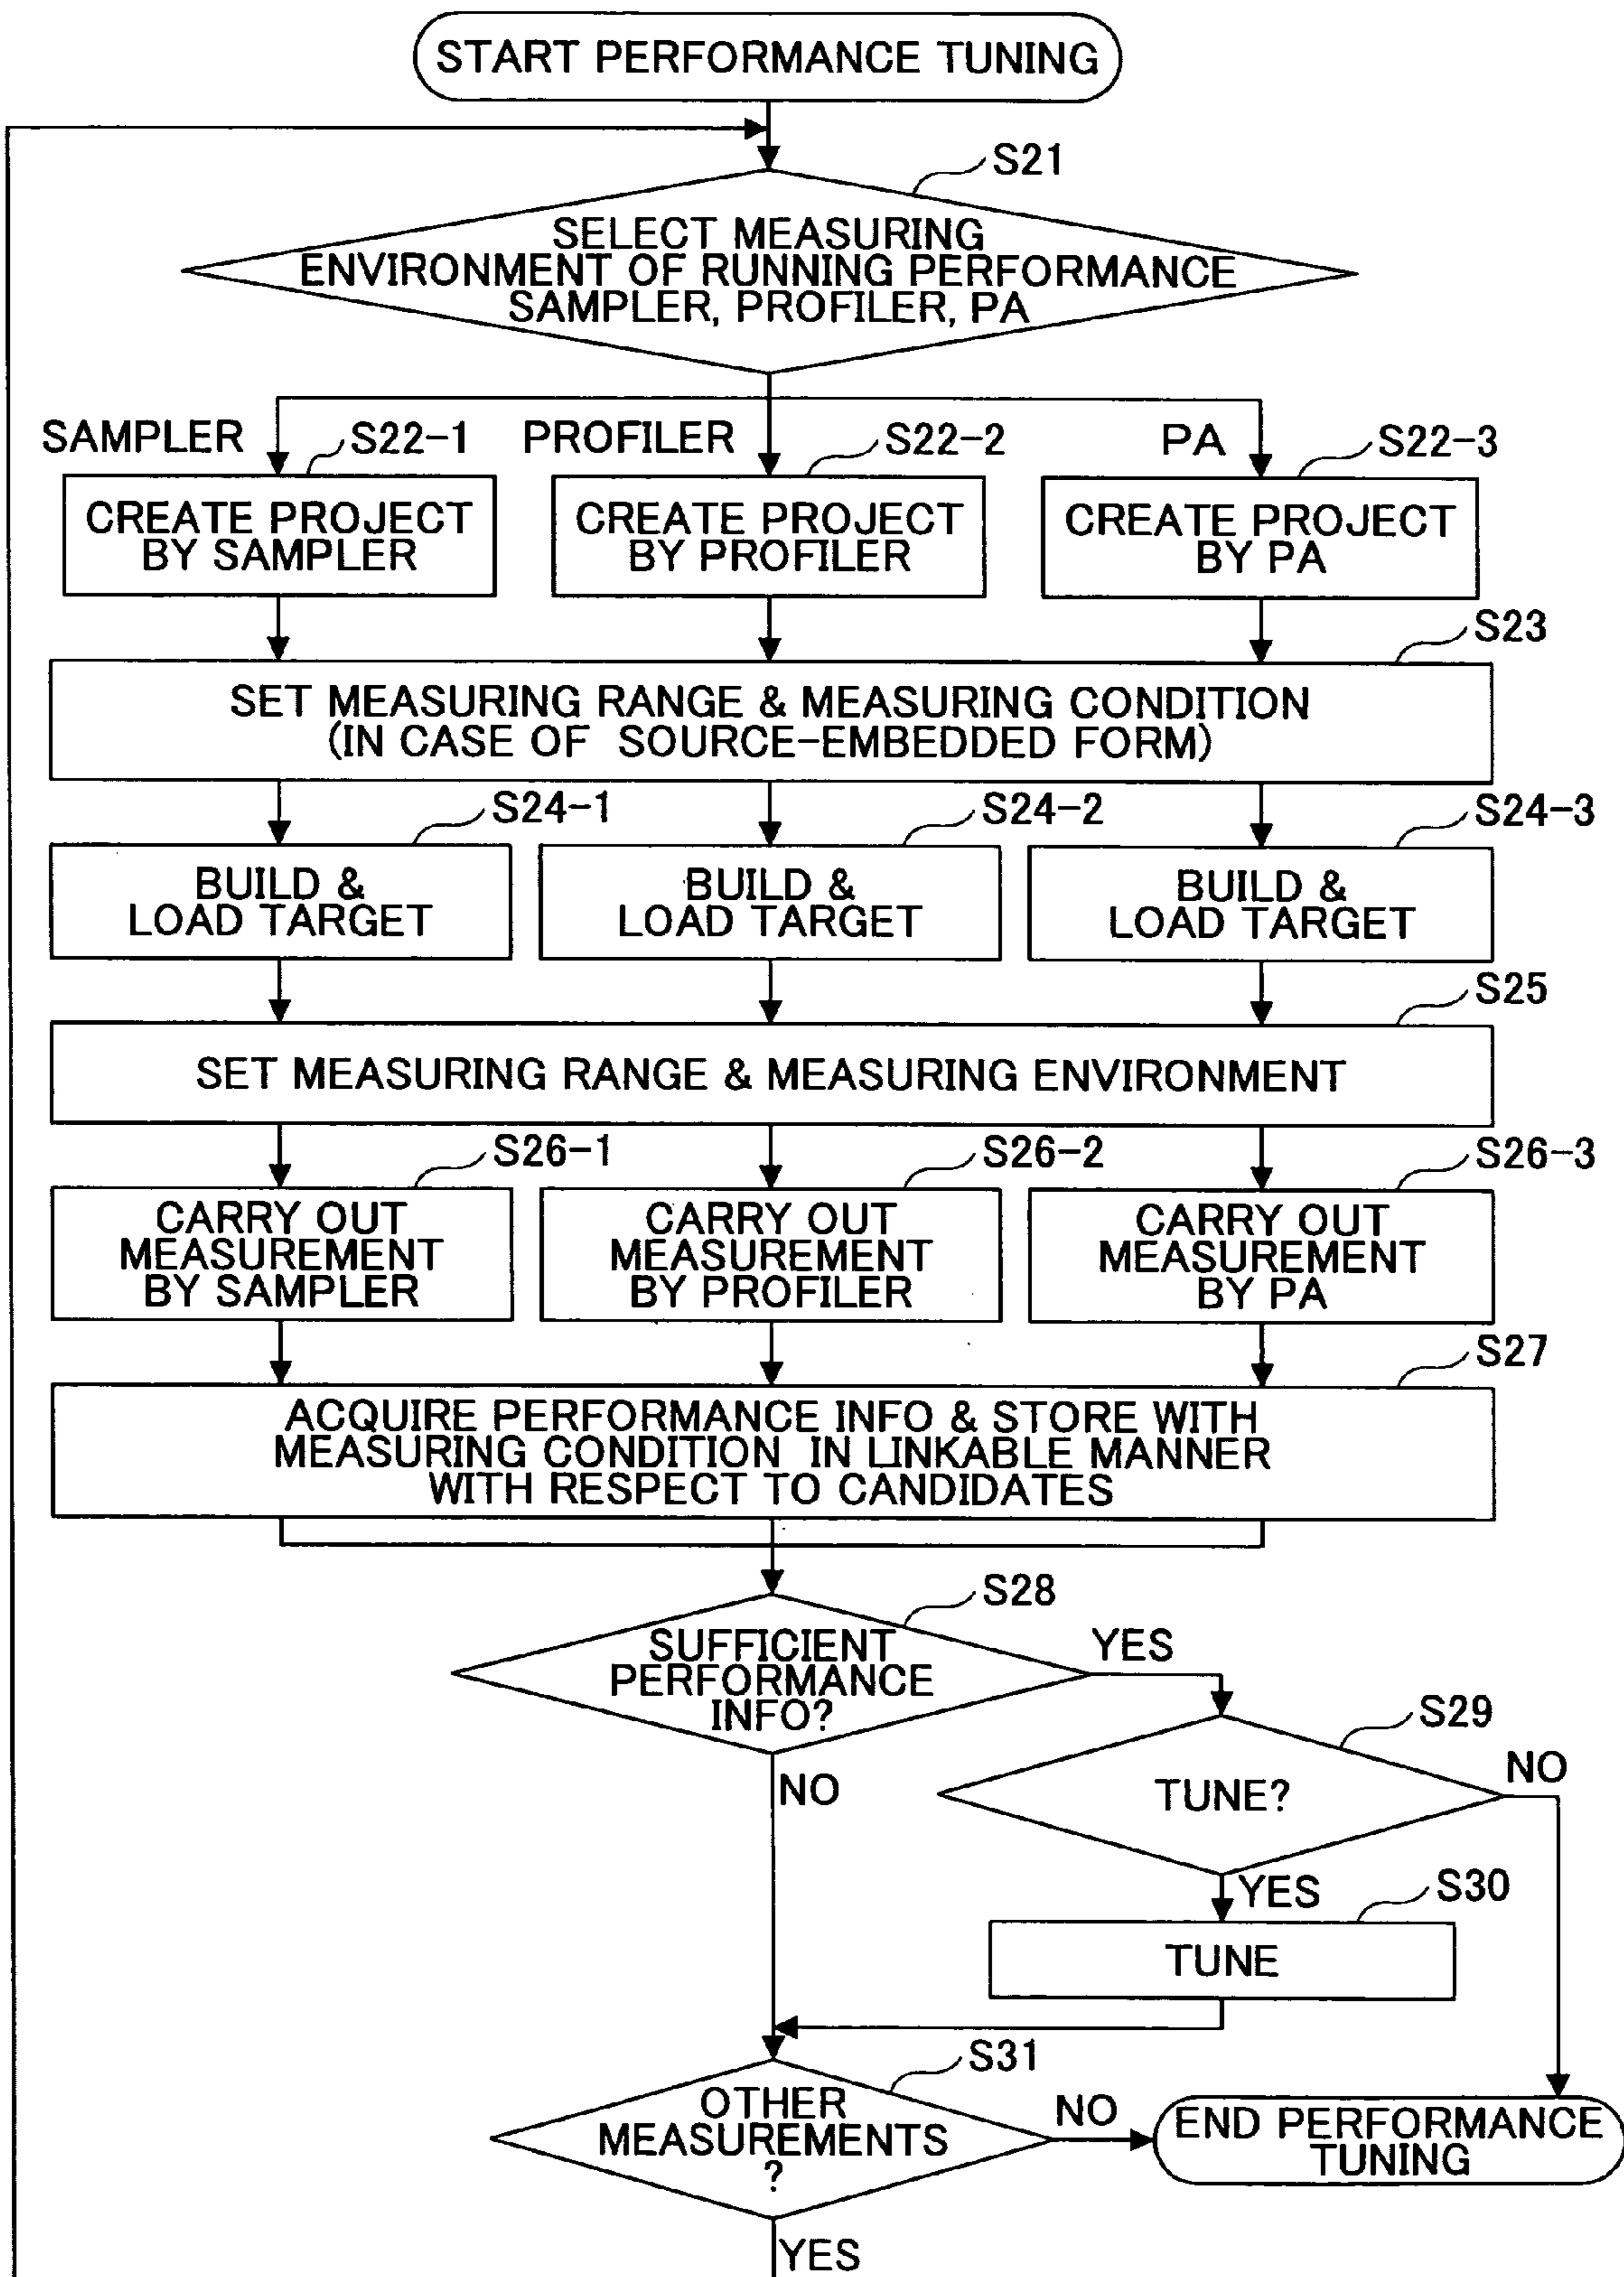 START PERFORMANCE TUNING
S21
SELECT MEASURING
ENVIRONMENT OF RUNNING PERFORMANCE
SAMPLER, PROFILER, PA
SAMPLER
S22-1
PROFILER
S22-2
PA
S22-3
CREATE PROJECT
BY SAMPLER
CREATE PROJECT
BY PROFILER
CREATE PROJECT
BY PA
S23
SET MEASURING RANGE & MEASURING CONDITION
(IN CASE OF SOURCE-EMBEDDED FORM)
S24-1
S24-2
S24-3
BUILD &
LOAD TARGET
BUILD &
LOAD TARGET
BUILD &
LOAD TARGET
S25
SET MEASURING RANGE & MEASURING ENVIRONMENT
S26-1
S26-2
S26-3
CARRY OUT
MEASUREMENT
BY SAMPLER
CARRY OUT
MEASUREMENT
BY PROFILER
CARRY OUT
MEASUREMENT
BY PA
S27
ACQUIRE PERFORMANCE INFO & STORE WITH
MEASURING CONDITION IN LINKABLE MANNER
WITH RESPECT TO CANDIDATES
S28
SUFFICIENT
PERFORMANCE
INFO?
YES
NO
S29
TUNE?
NO
YES
S30
TUNE
S31
OTHER
MEASUREMENTS
?
NO
END PERFORMANCE
TUNING
YES